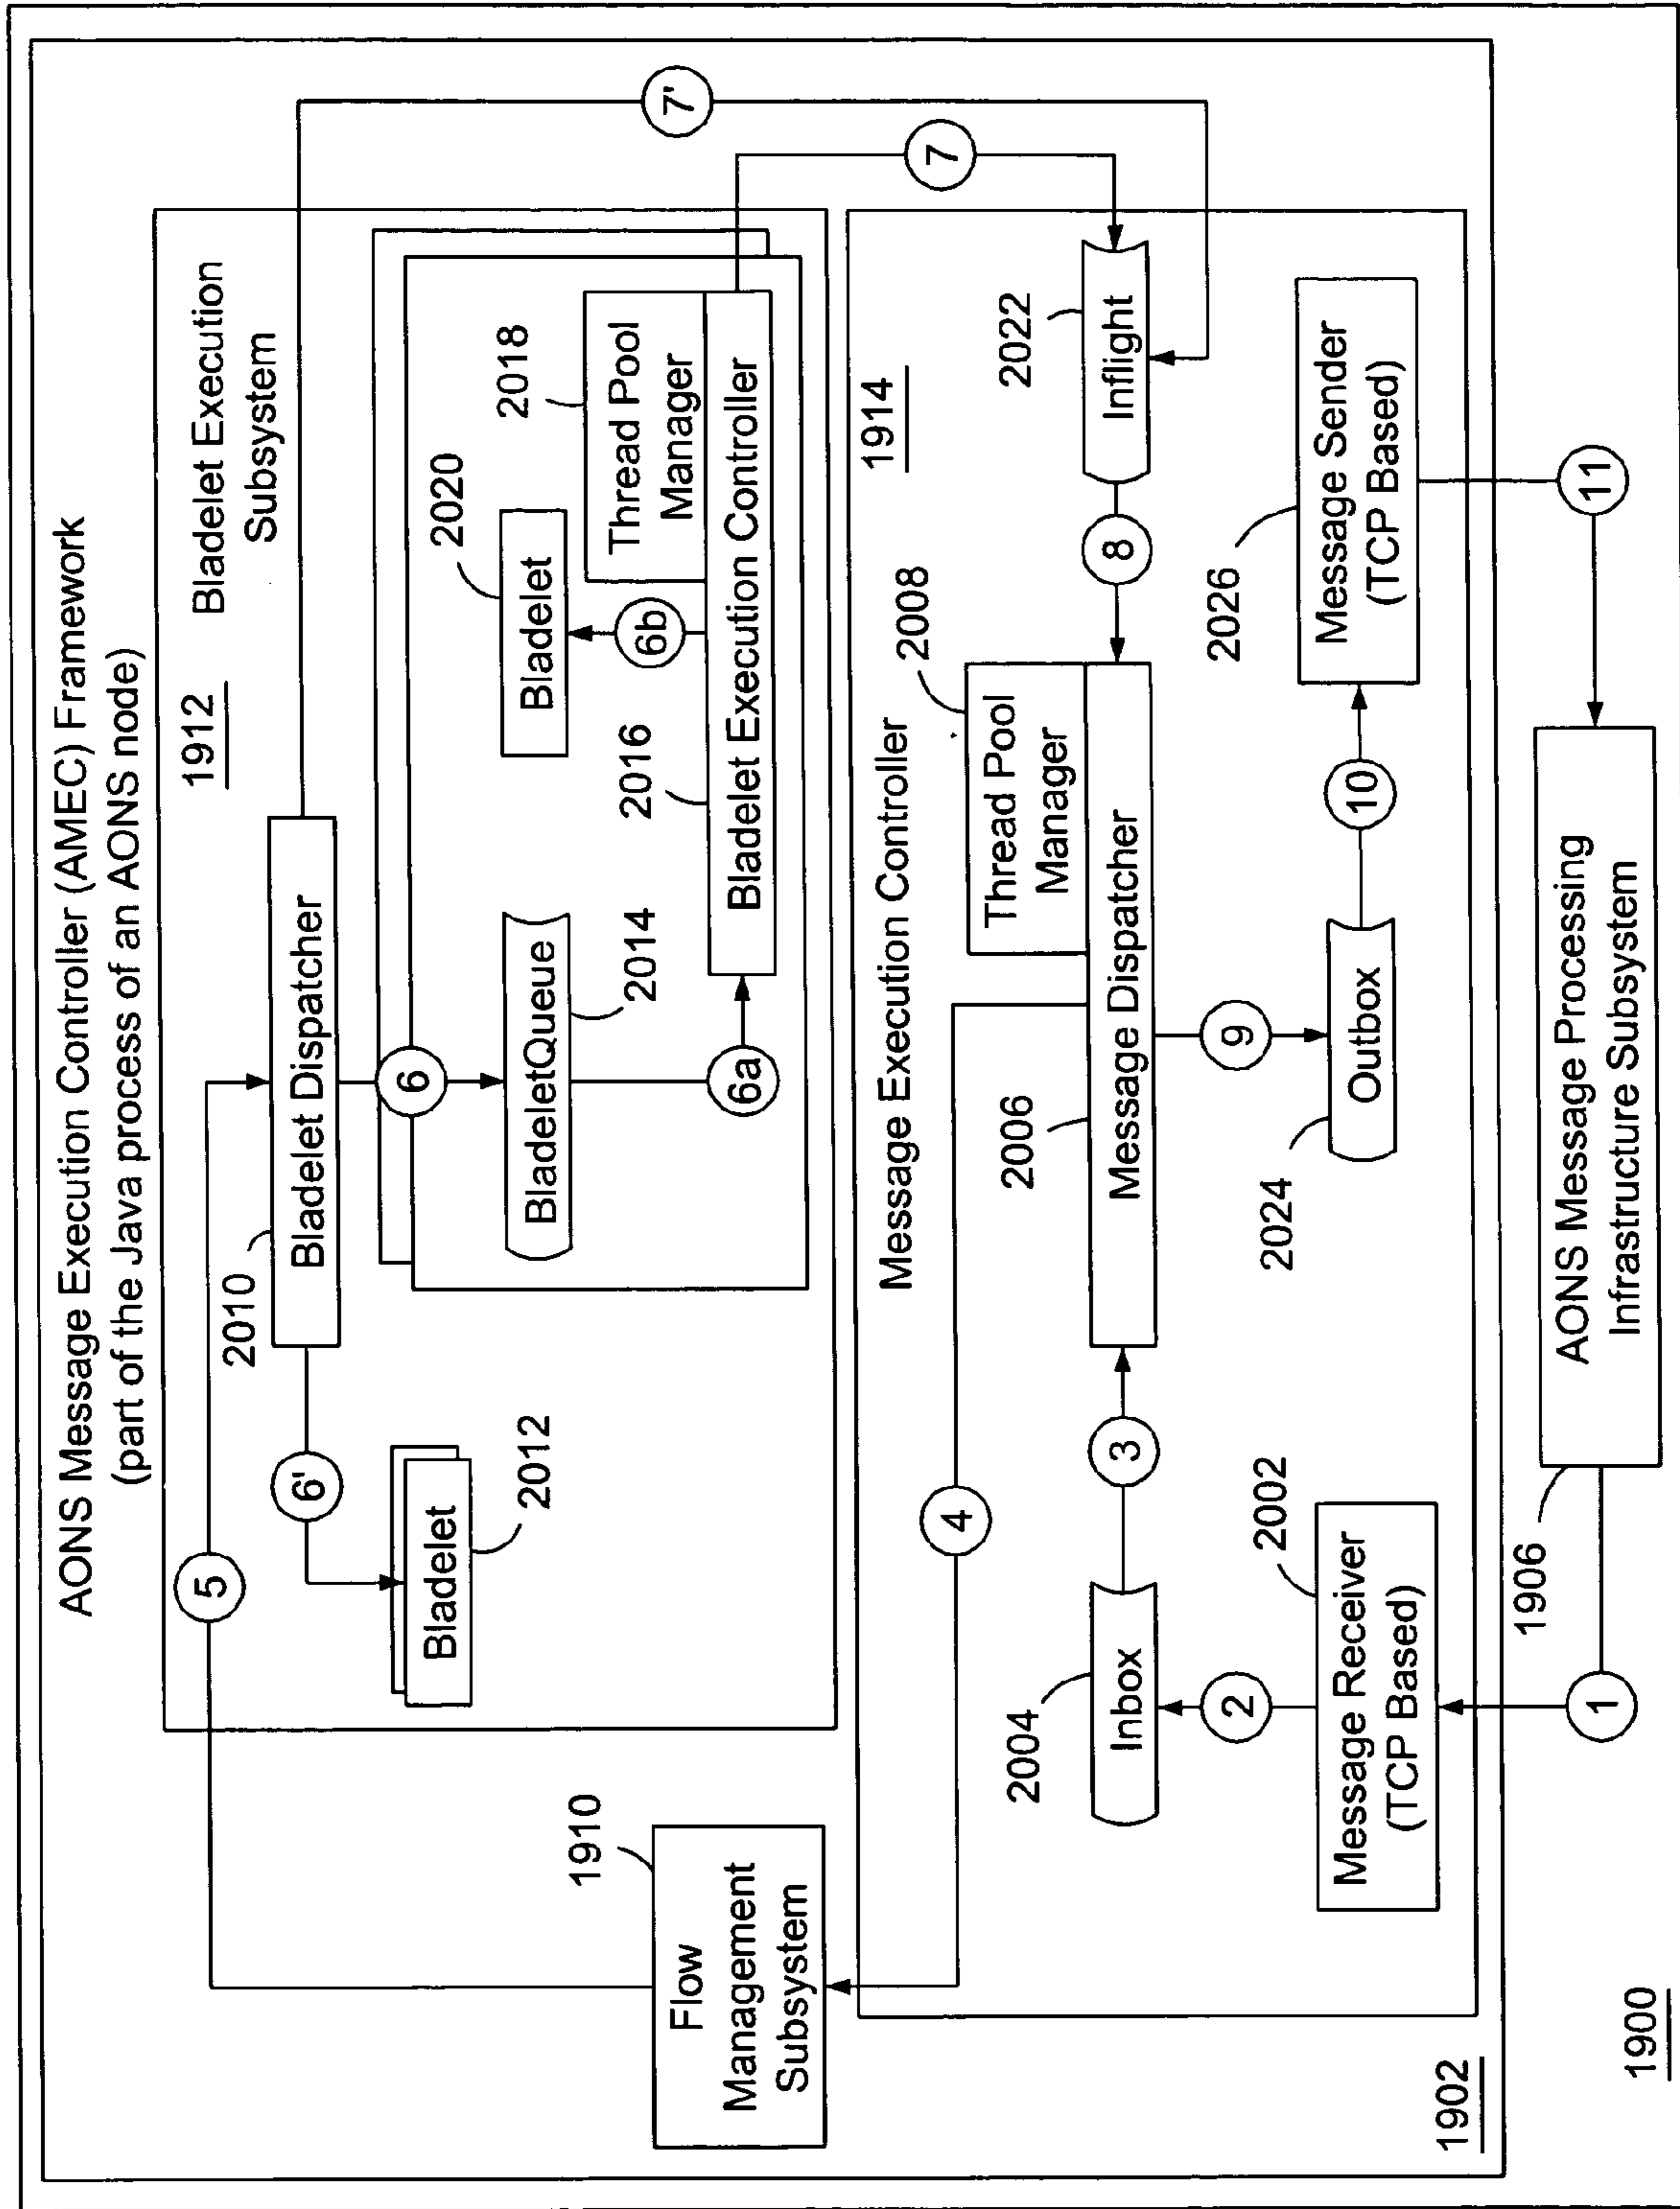 AONS Message Execution Controller (AMEC) Framework
(part of the Java process of an AONS node)
1912
Bladelet Execution
Subsystem
5
2010
Bladelet Dispatcher
6'
7'
Bladelet
2012
6
BladeletQueue
2014
6a
2016
Bladelet
2020
6b
2018
Thread Pool
Manager
Bladelet Execution Controller
7
1910
Flow
Management
Subsystem
4
Message Execution Controller
1914
2008
Thread Pool
Manager
2006
Message Dispatcher
2004
Inbox
3
8
2022
Inflight
2
9
2002
Message Receiver
(TCP Based)
2024
Outbox
10
2026
Message Sender
(TCP Based)
1902
1
1906
AONS Message Processing
Infrastructure Subsystem
11
1900